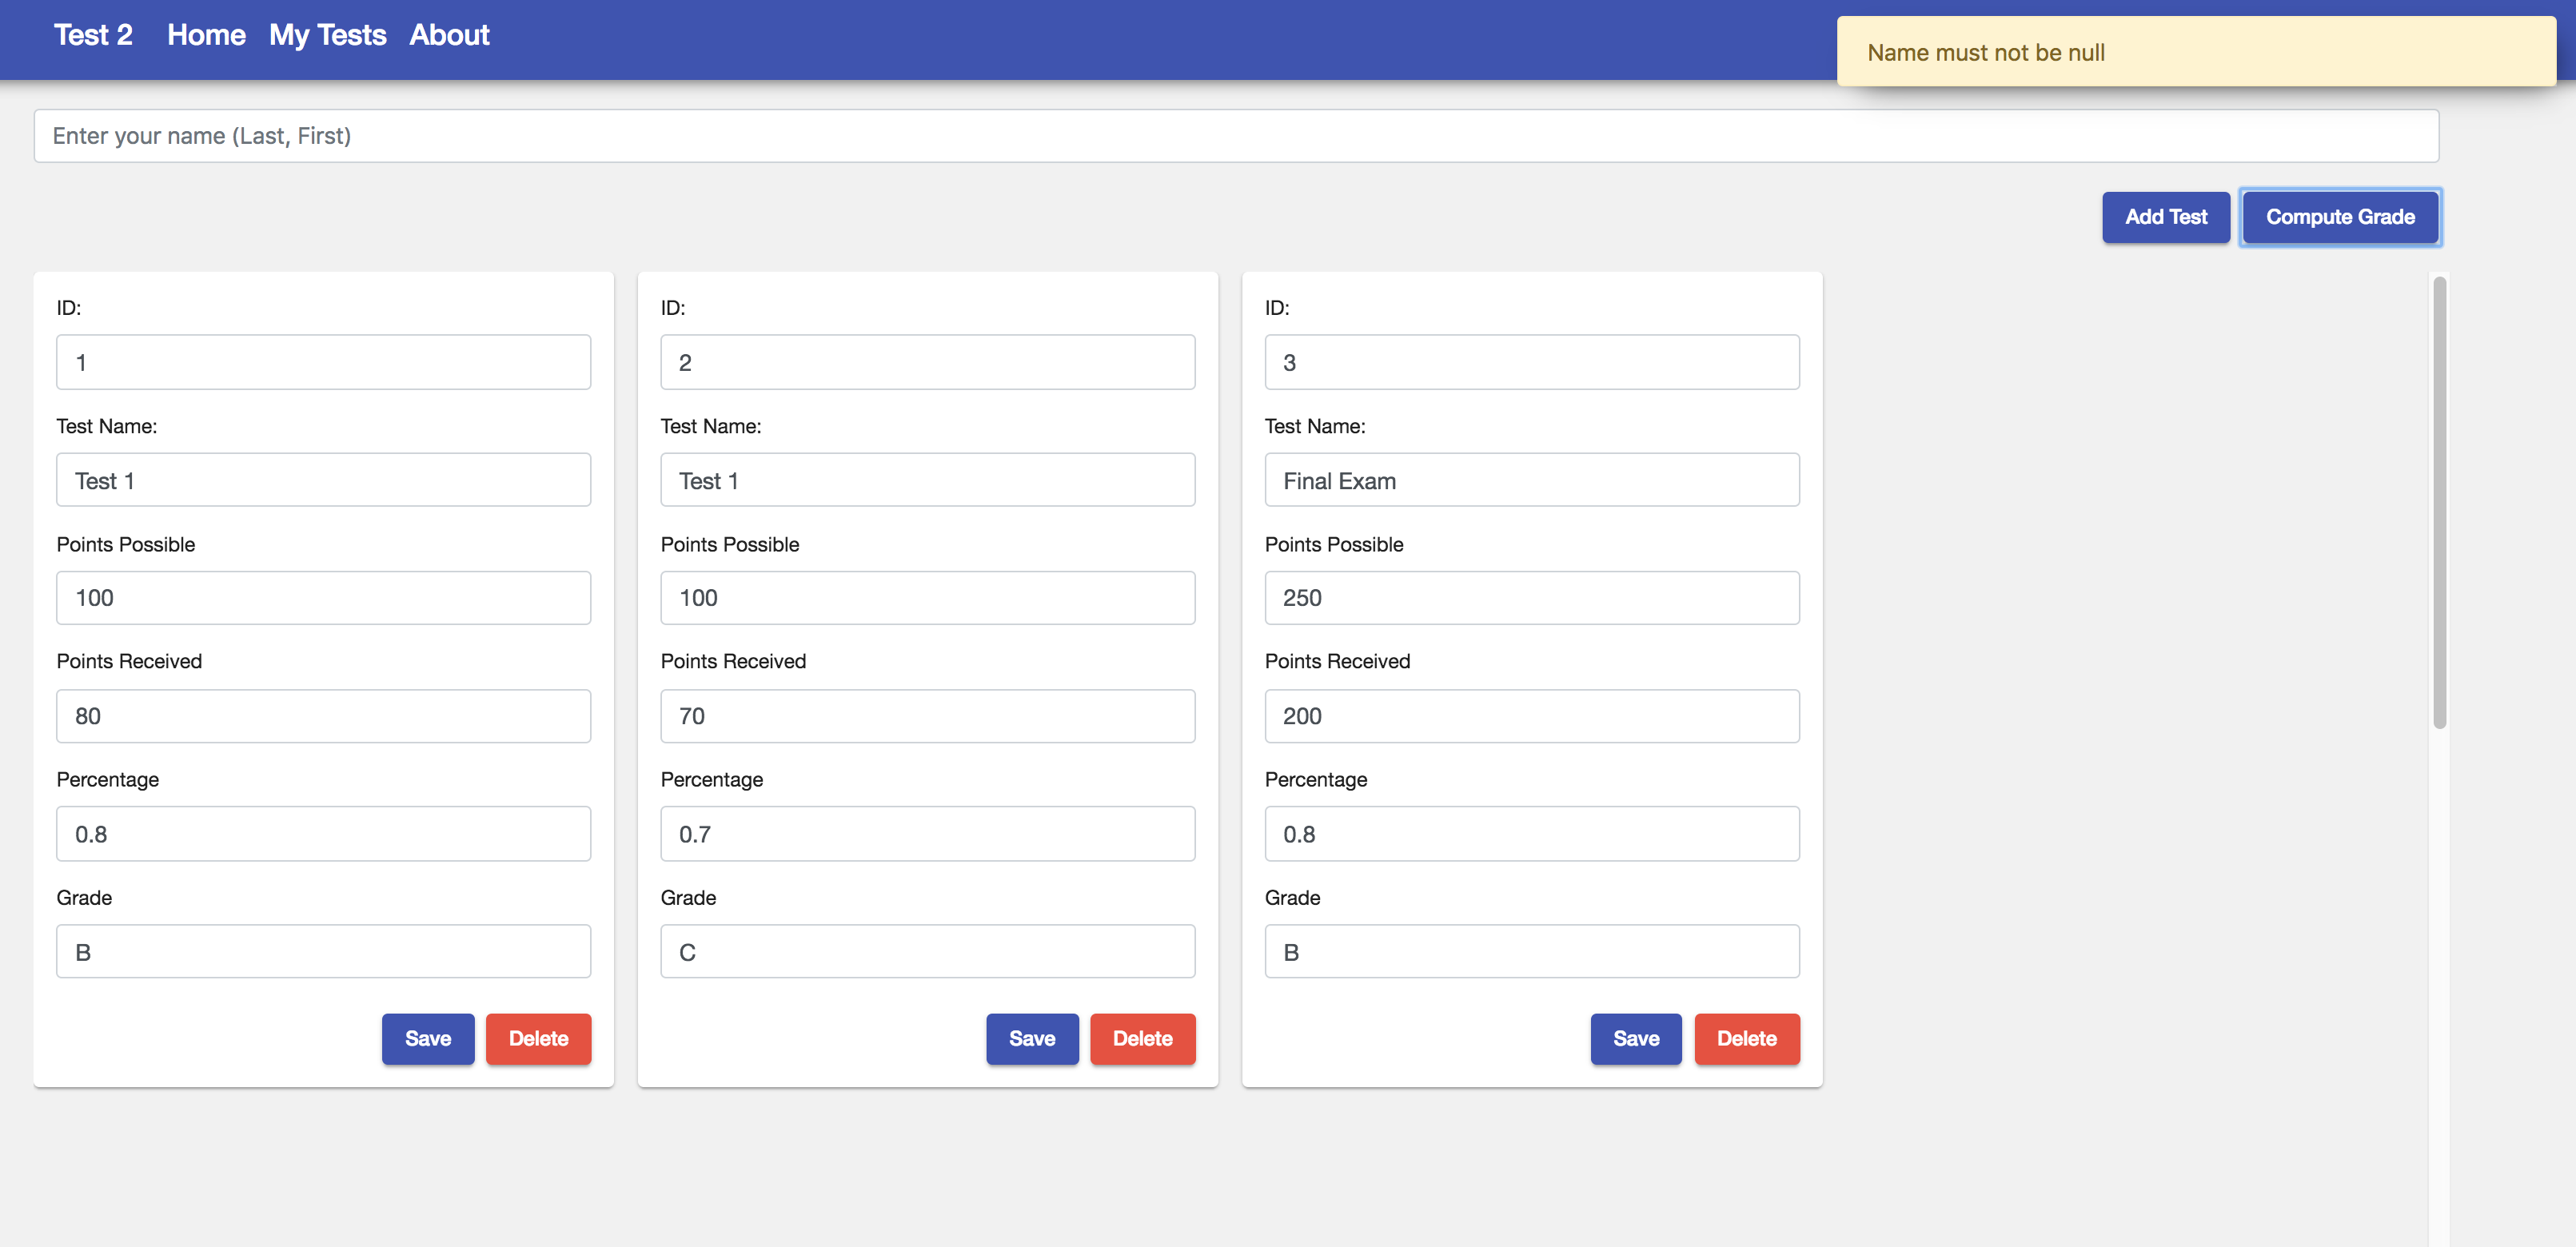 Test 2 Home My Tests About
Name must not be null
Enter your name (Last, First)
Add Test Compute Grade
ID:
1
Test Name:
Test 1
Points Possible
100
Points Received
80
Percentage
0.8
Grade
B
Save Delete
ID:
2
Test Name:
Test 1
Points Possible
100
Points Received
70
Percentage
0.7
Grade
C
Save Delete
ID:
3
Test Name:
Final Exam
Points Possible
250
Points Received
200
Percentage
0.8
Grade
B
Save Delete